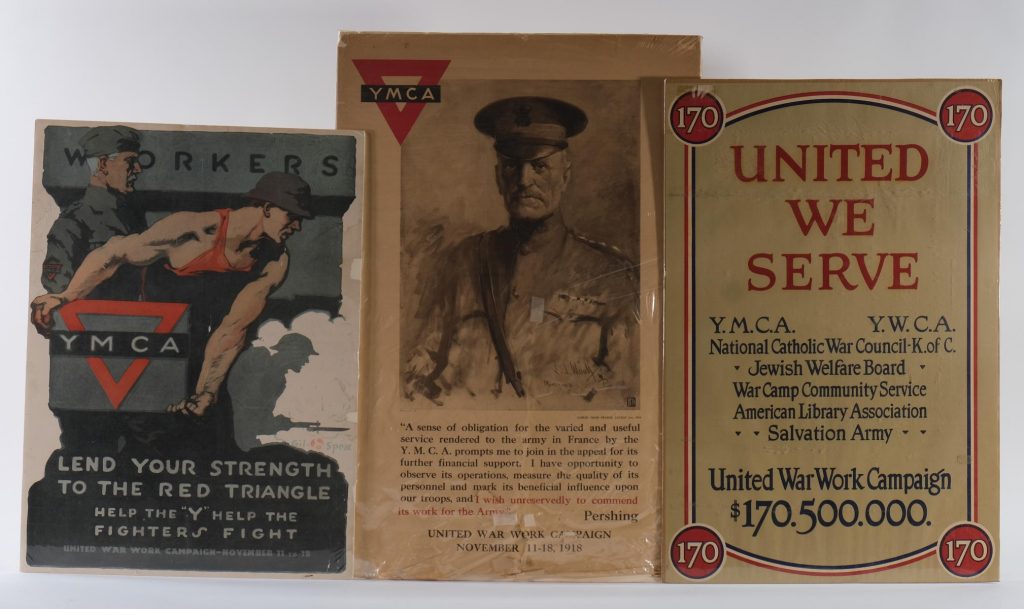 WORKERS
YMCA
LEND YOUR STRENGTH
TO THE RED TRIANGLE
HELP THE "Y" HELP THE
FIGHTERS FIGHT
UNITED WAR WORK CAMPAIGN-NOVEMBER 11 TO 18
YMCA
"A sense of obligation for the varied and useful
service rendered to the army in France by the
Y. M. C. A. prompts me to join in the appeal for its
further financial support. I have opportunity to
observe its operations, measure the quality of its
personnel and mark its beneficial influence upon
our troops, and I wish unreservedly to commend
its work for the Army."
Pershing
UNITED WAR WORK CAMPAIGN
NOVEMBER 11-18, 1918
170 170
UNITED
WE
SERVE
Y.M.C.A. Y.W.C.A.
National Catholic War Council-K. of C.
Jewish Welfare Board
War Camp Community Service
American Library Association
Salvation Army
United War Work Campaign
$170.500.000.
170 170